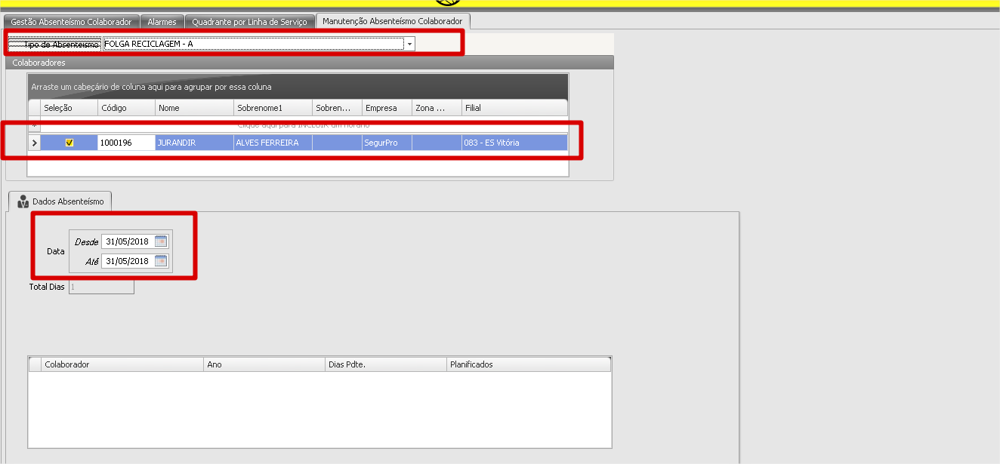 Gestão Absenteísmo Colaborador Alarmes Quadrante por Linha de Serviço Manutenção Absenteísmo Colaborador
Tipo de Absenteísmo FOLGA RECICLAGEM - A
Colaboradores
Arraste um cabeçário de coluna aqui para agrupar por essa coluna
Seleção Código Nome Sobrenome1 Sobren... Empresa Zona ... Filial
* Clique aqui para INCLUIR um horário
1000196 JURANDIR ALVES FERREIRA SegurPro 083 - ES Vitória
Dados Absenteísmo
Data
Desde 31/05/2018
Até 31/05/2018
Total Dias 1
Colaborador Ano Dias Pdte. Planificados